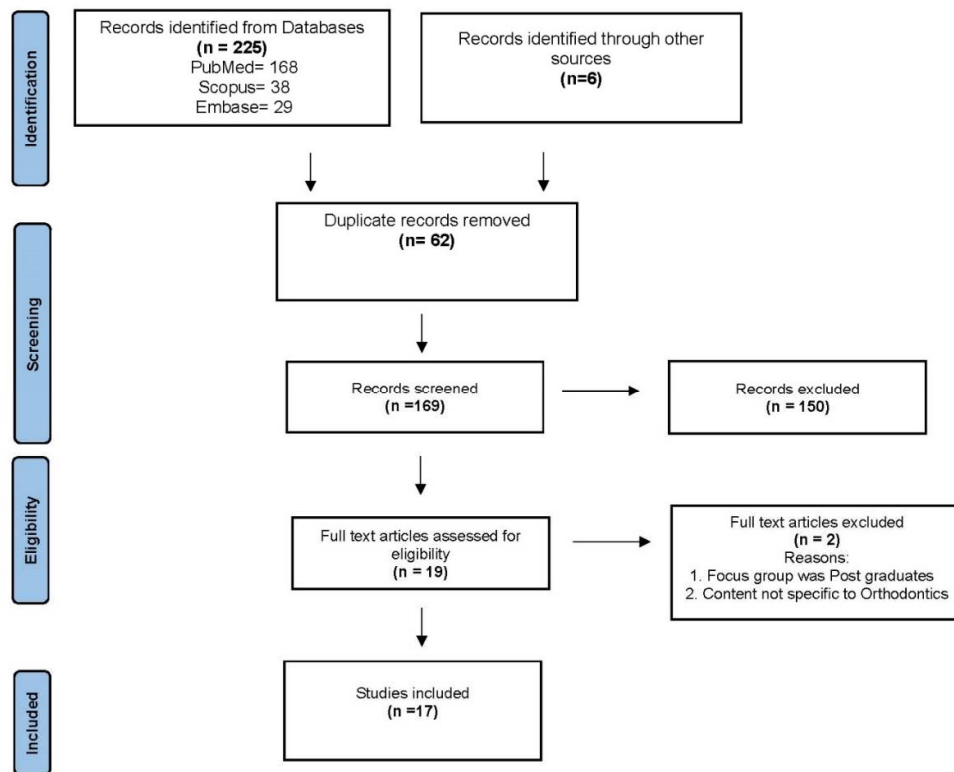 Identification
Records identified from Databases
(n = 225)
PubMed= 168
Scopus= 38
Embase= 29
Records identified through other
sources
(n=6)
Screening
Duplicate records removed
(n= 62)
Records screened
(n =169)
Records excluded
(n = 150)
Eligibility
Full text articles assessed for
eligibility
(n = 19)
Full text articles excluded
(n = 2)
Reasons:
1. Focus group was Post graduates
2. Content not specific to Orthodontics
Included
Studies included
(n =17)